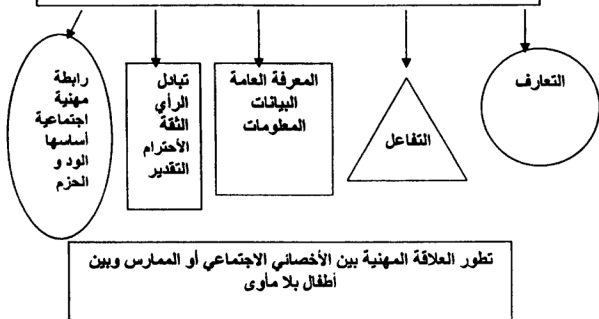 التعارف
التفاعل
المعرفة العامة
البيانات
المعلومات
تبادل
الرأي
الثقة
الأحترام
التقدير
رابطة
مهنية
اجتماعية
أساسها
الود و
الحزم
تطور العلاقة المهنية بين الأخصائي الاجتماعي أو الممارس وبين
أطفال بلا مأوى